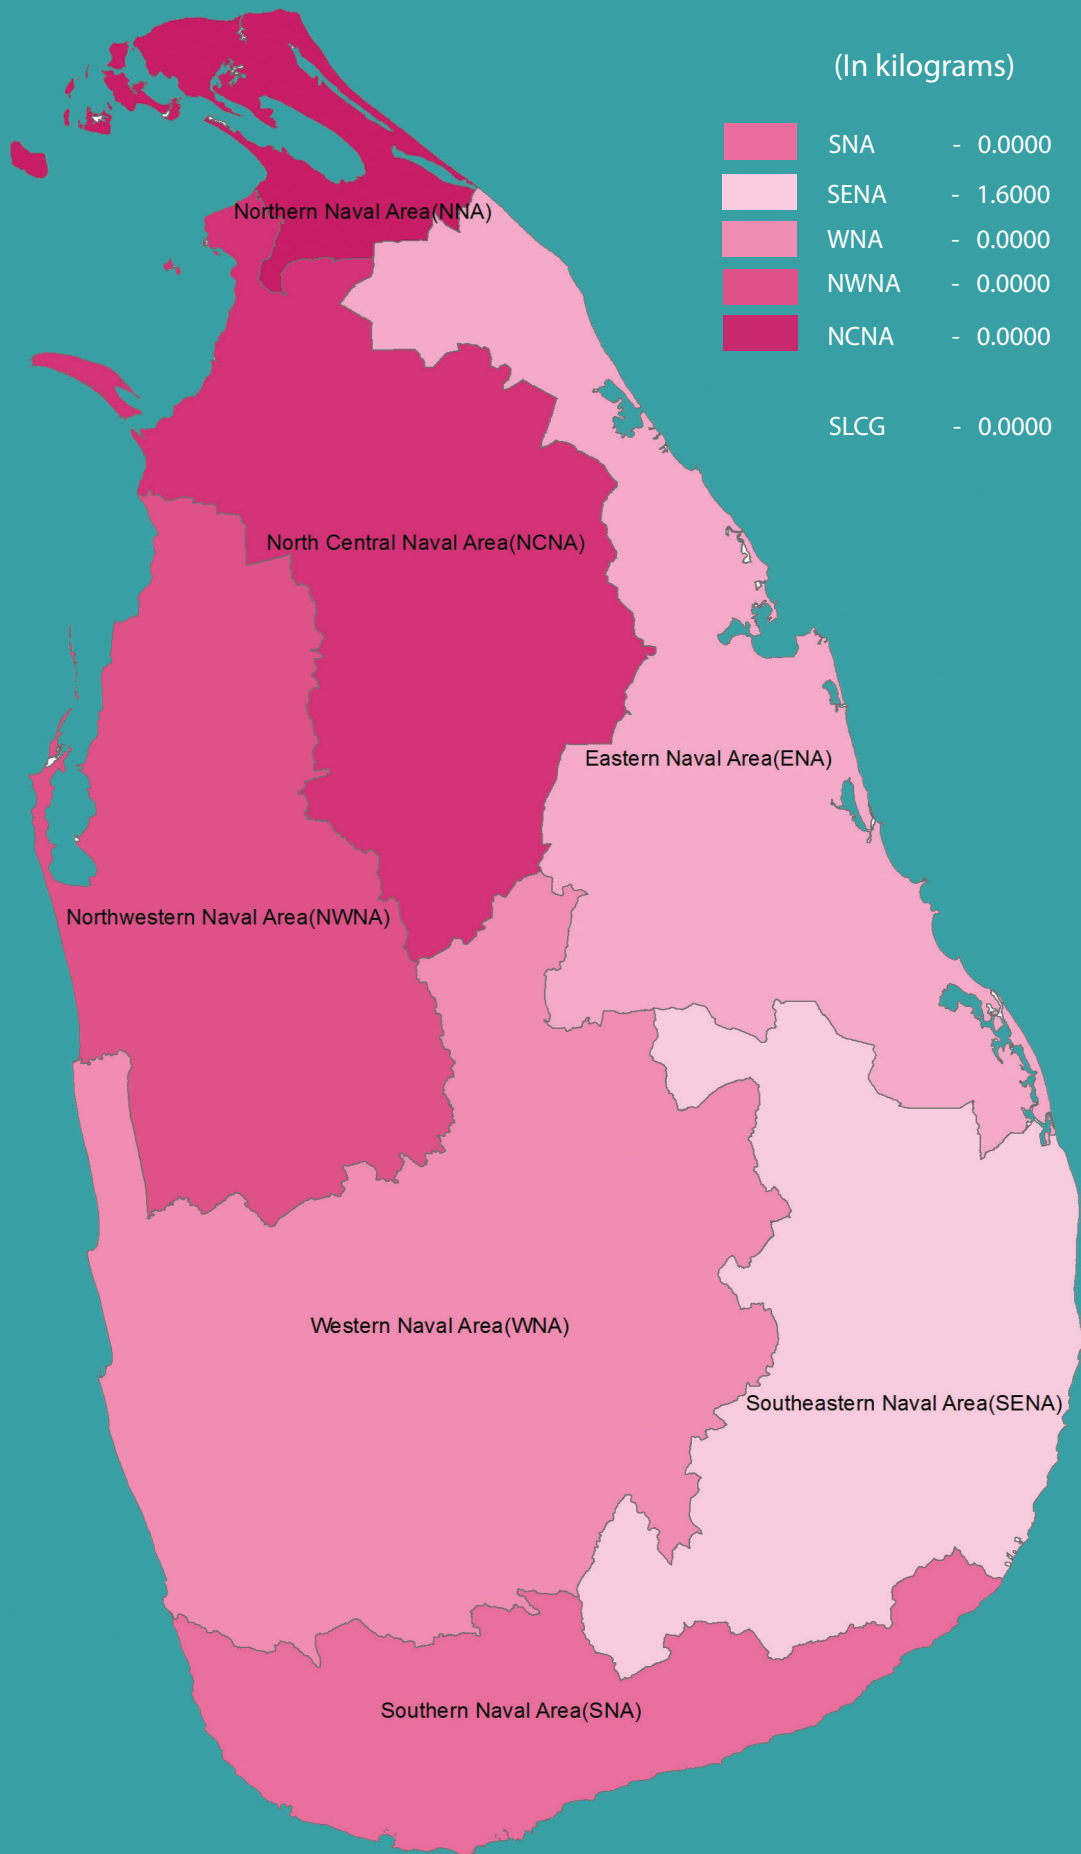 (In kilograms)
SNA - 0.0000
SENA - 1.6000
WNA - 0.0000
NWNA - 0.0000
NCNA - 0.0000
SLCG - 0.0000
Northern Naval Area(NNA)
North Central Naval Area(NCNA)
Eastern Naval Area(ENA)
Northwestern Naval Area(NWNA)
Western Naval Area(WNA)
Southeastern Naval Area(SENA)
Southern Naval Area(SNA)